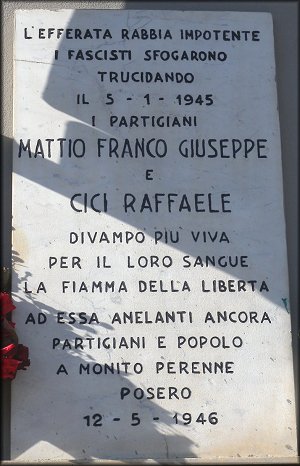 L'EFFERATA RABBIA IMPOTENTE
I FASCISTI SFOGARONO
TRUCIDANDO
IL 5-1-1945
I PARTIGIANI
MATTIO FRANCO GIUSEPPE
E
CICI RAFFAELE
DIVAMPO PIU VIVA
PER IL LORO SANGUE
LA FIAMMA DELLA LIBERTA
AD ESSA ANELANTI ANCORA
PARTIGIANI E POPOLO
A MONITO PERENNE
POSERO
12-5-1946